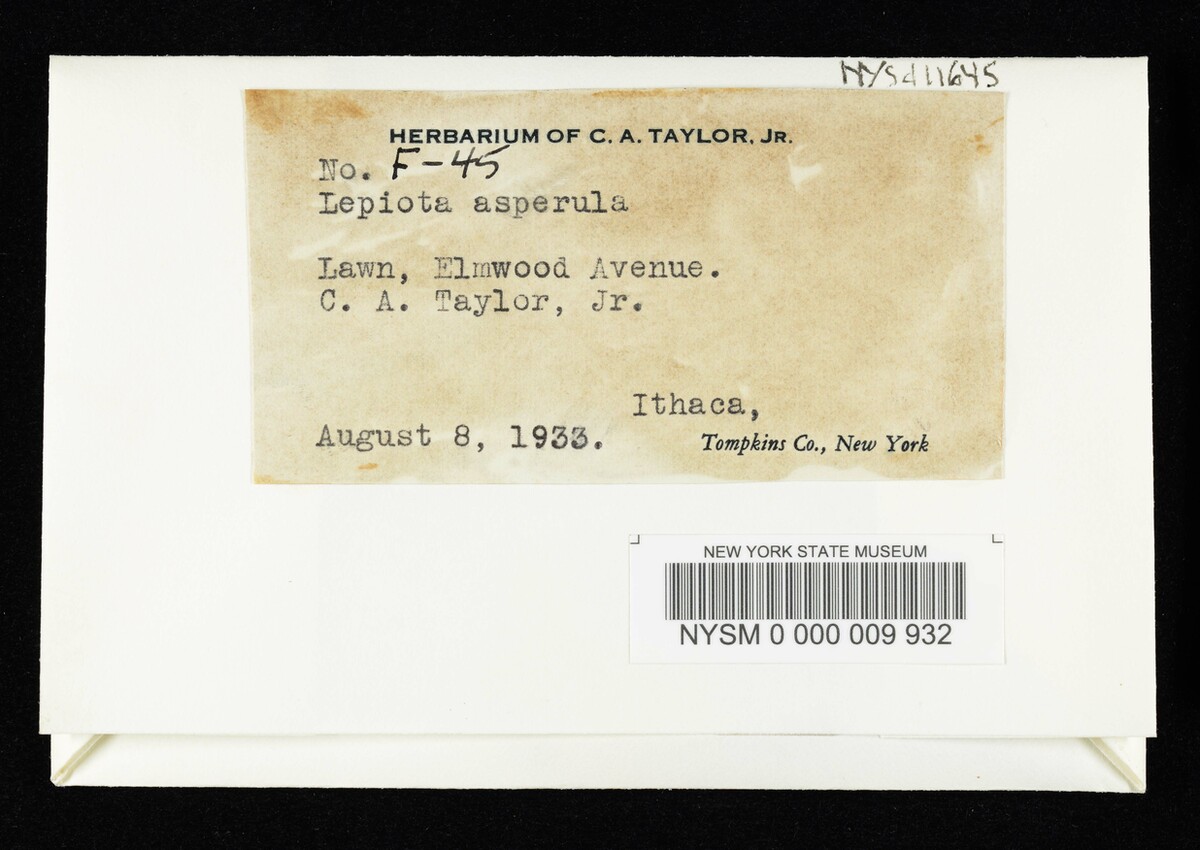 NYSd11645
HERBARIUM OF C. A. TAYLOR, JR.
No. F-45
Lepiota asperula
Lawn, Elmwood Avenue.
C. A. Taylor, Jr.
Ithaca,
August 8, 1933.
Tompkins Co., New York
NEW YORK STATE MUSEUM
NYSM 0 000 009 932